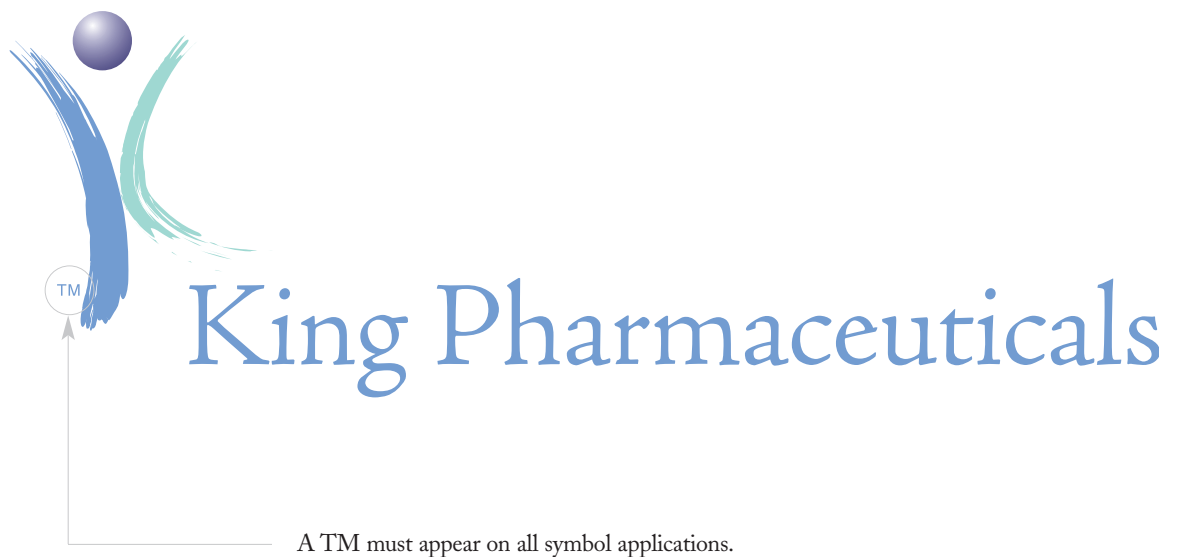 TM
King Pharmaceuticals
A TM must appear on all symbol applications.